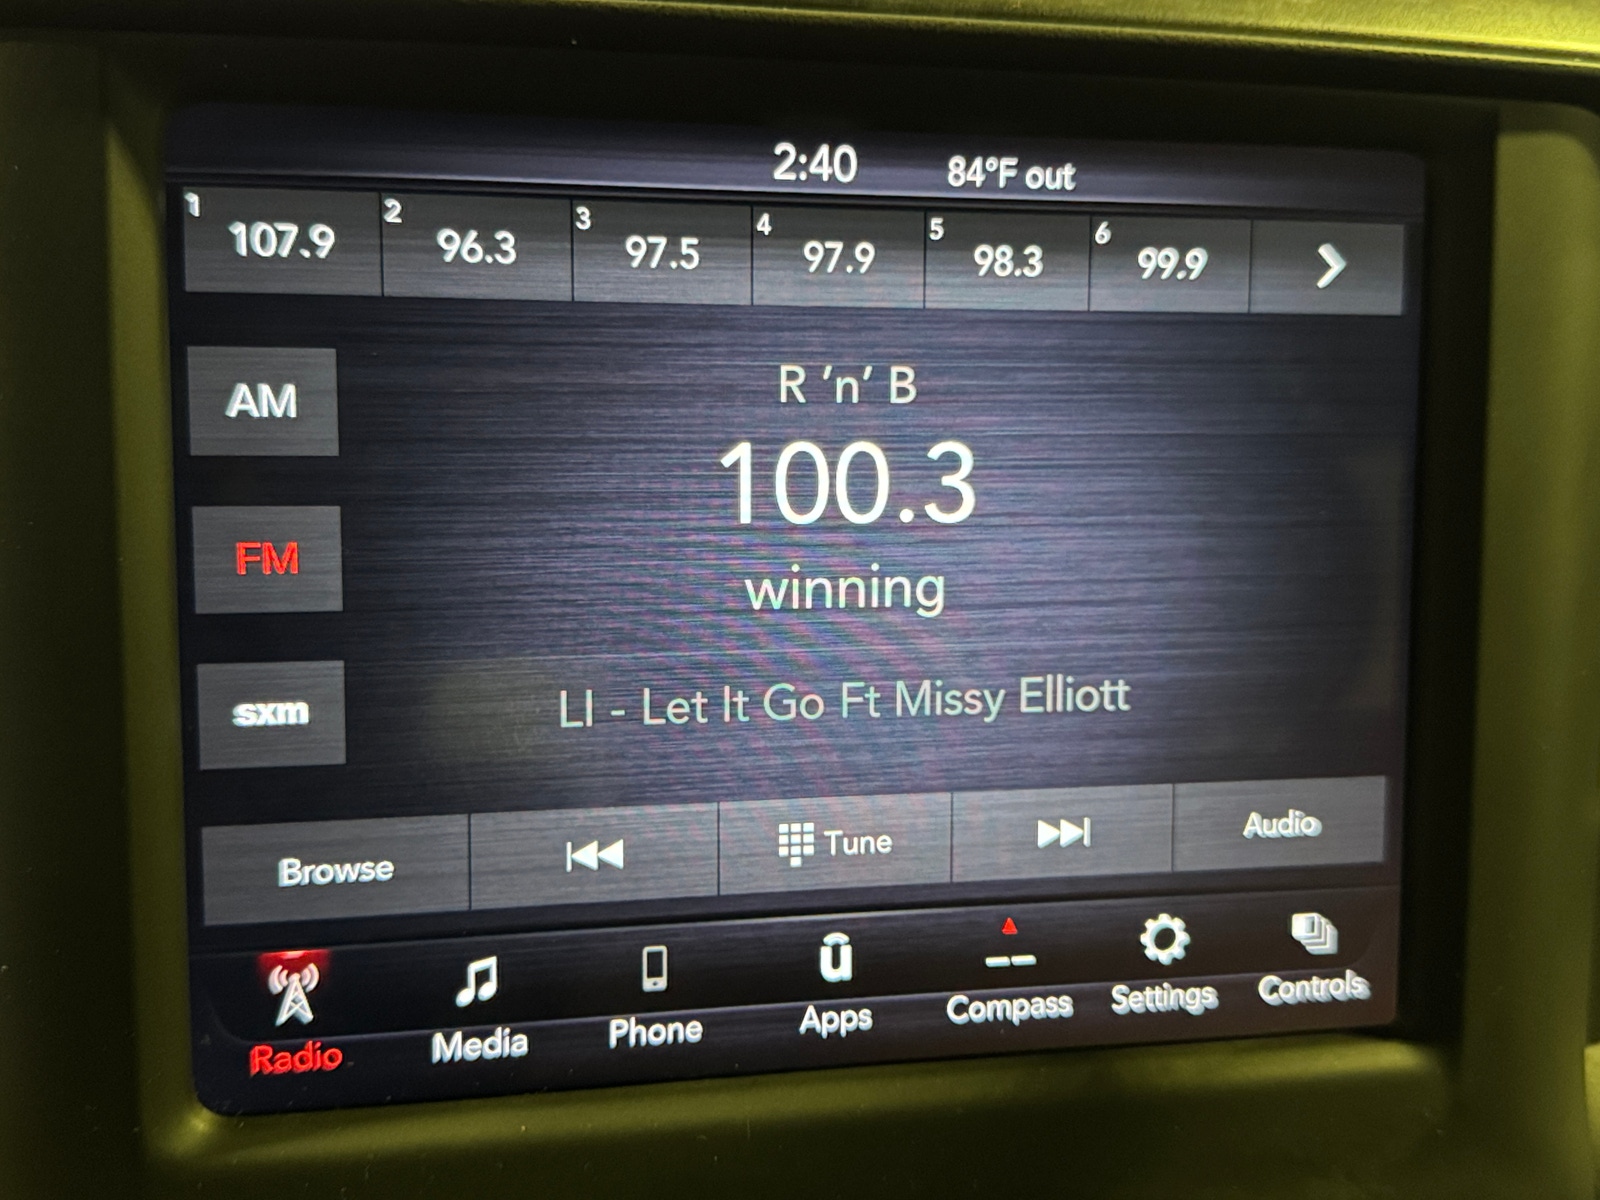 2:40 84°F out
1 107.9 2 96.3 3 97.5 4 97.9 5 98.3 6 99.9
AM
R 'n' B
100.3
FM
winning
sxm
LI - Let It Go Ft Missy Elliott
Browse Tune Audio
Radio Media Phone Apps Compass Settings Controls